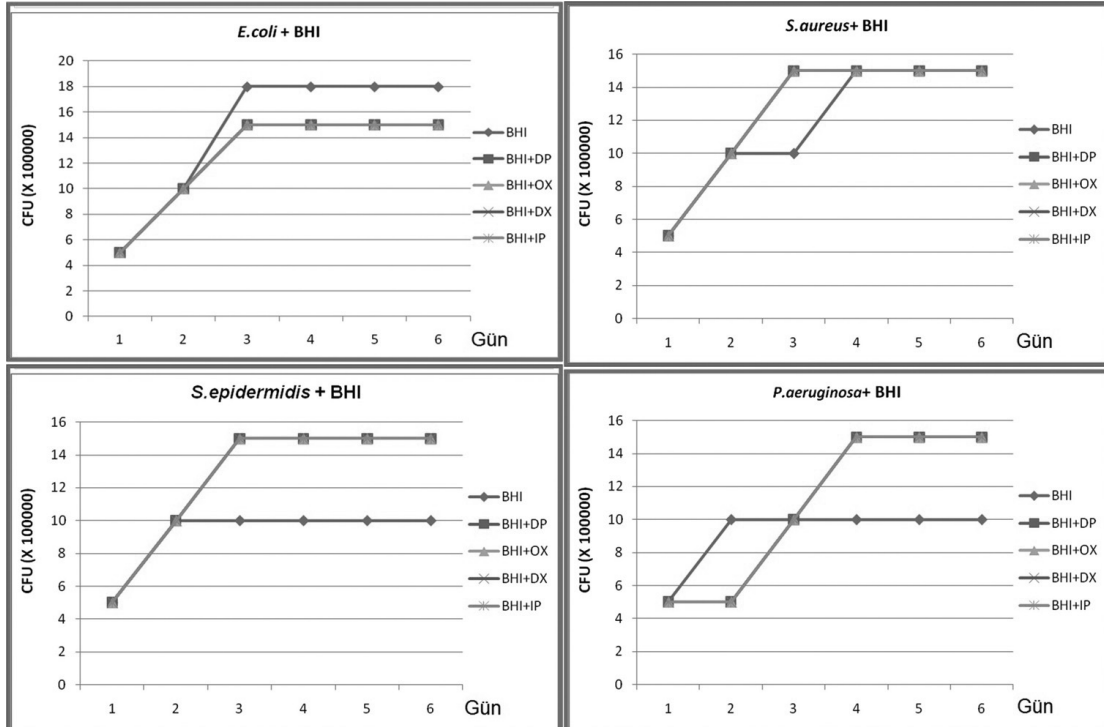 E.coli + BHI
CFU (X 100000)
20
18
16
14
12
10
8
6
4
2
0
1 2 3 4 5 6 Gün
BHI
BHI+DP
BHI+OX
BHI+DX
BHI+IP
S.aureus+ BHI
CFU (X 100000)
16
14
12
10
8
6
4
2
0
1 2 3 4 5 6 Gün
BHI
BHI+DP
BHI+OX
BHI+DX
BHI+IP
S.epidermidis + BHI
CFU (X 100000)
16
14
12
10
8
6
4
2
0
1 2 3 4 5 6 Gün
BHI
BHI+DP
BHI+OX
BHI+DX
BHI+IP
P.aeruginosa+ BHI
CFU (X 100000)
16
14
12
10
8
6
4
2
0
1 2 3 4 5 6 Gün
BHI
BHI+DP
BHI+OX
BHI+DX
BHI+IP